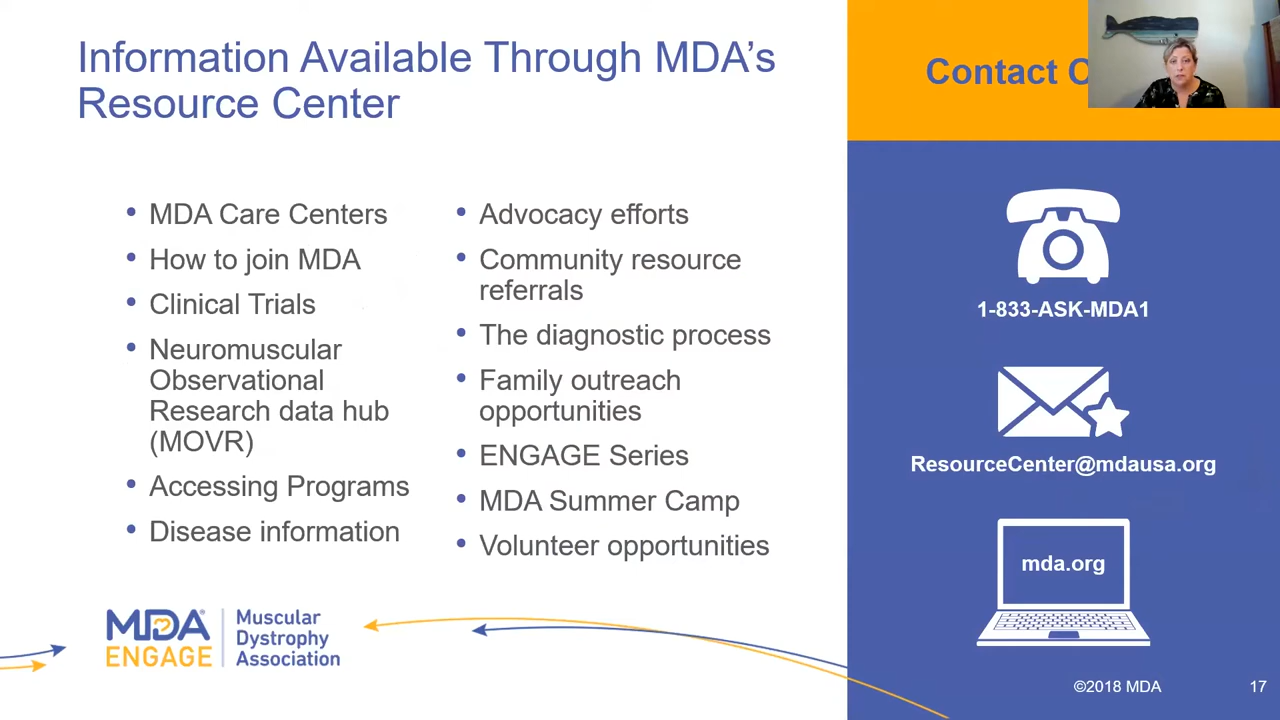 Information Available Through MDA's
Resource Center
• MDA Care Centers
• How to join MDA
• Clinical Trials
• Neuromuscular
Observational
Research data hub
(MOVR)
• Accessing Programs
• Disease information
• Advocacy efforts
• Community resource
referrals
• The diagnostic process
• Family outreach
opportunities
• ENGAGE Series
• MDA Summer Camp
• Volunteer opportunities
Contact
1-833-ASK-MDA1
ResourceCenter@mdausa.org
mda.org
MDA®
ENGAGE
Muscular
Dystrophy
Association
©2018 MDA
17